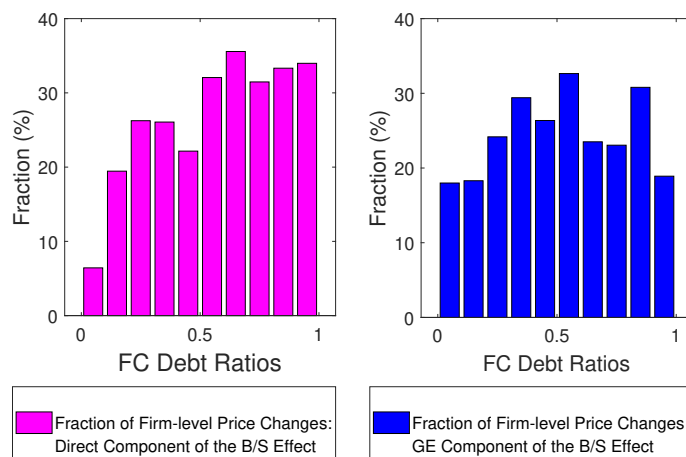 40
30
20
10
0
Fraction (%)
0
0.5
1
FC Debt Ratios
Fraction of Firm-level Price Changes:
Direct Component of the B/S Effect
40
30
20
10
0
Fraction (%)
0
0.5
1
FC Debt Ratios
Fraction of Firm-level Price Changes
GE Component of the B/S Effect